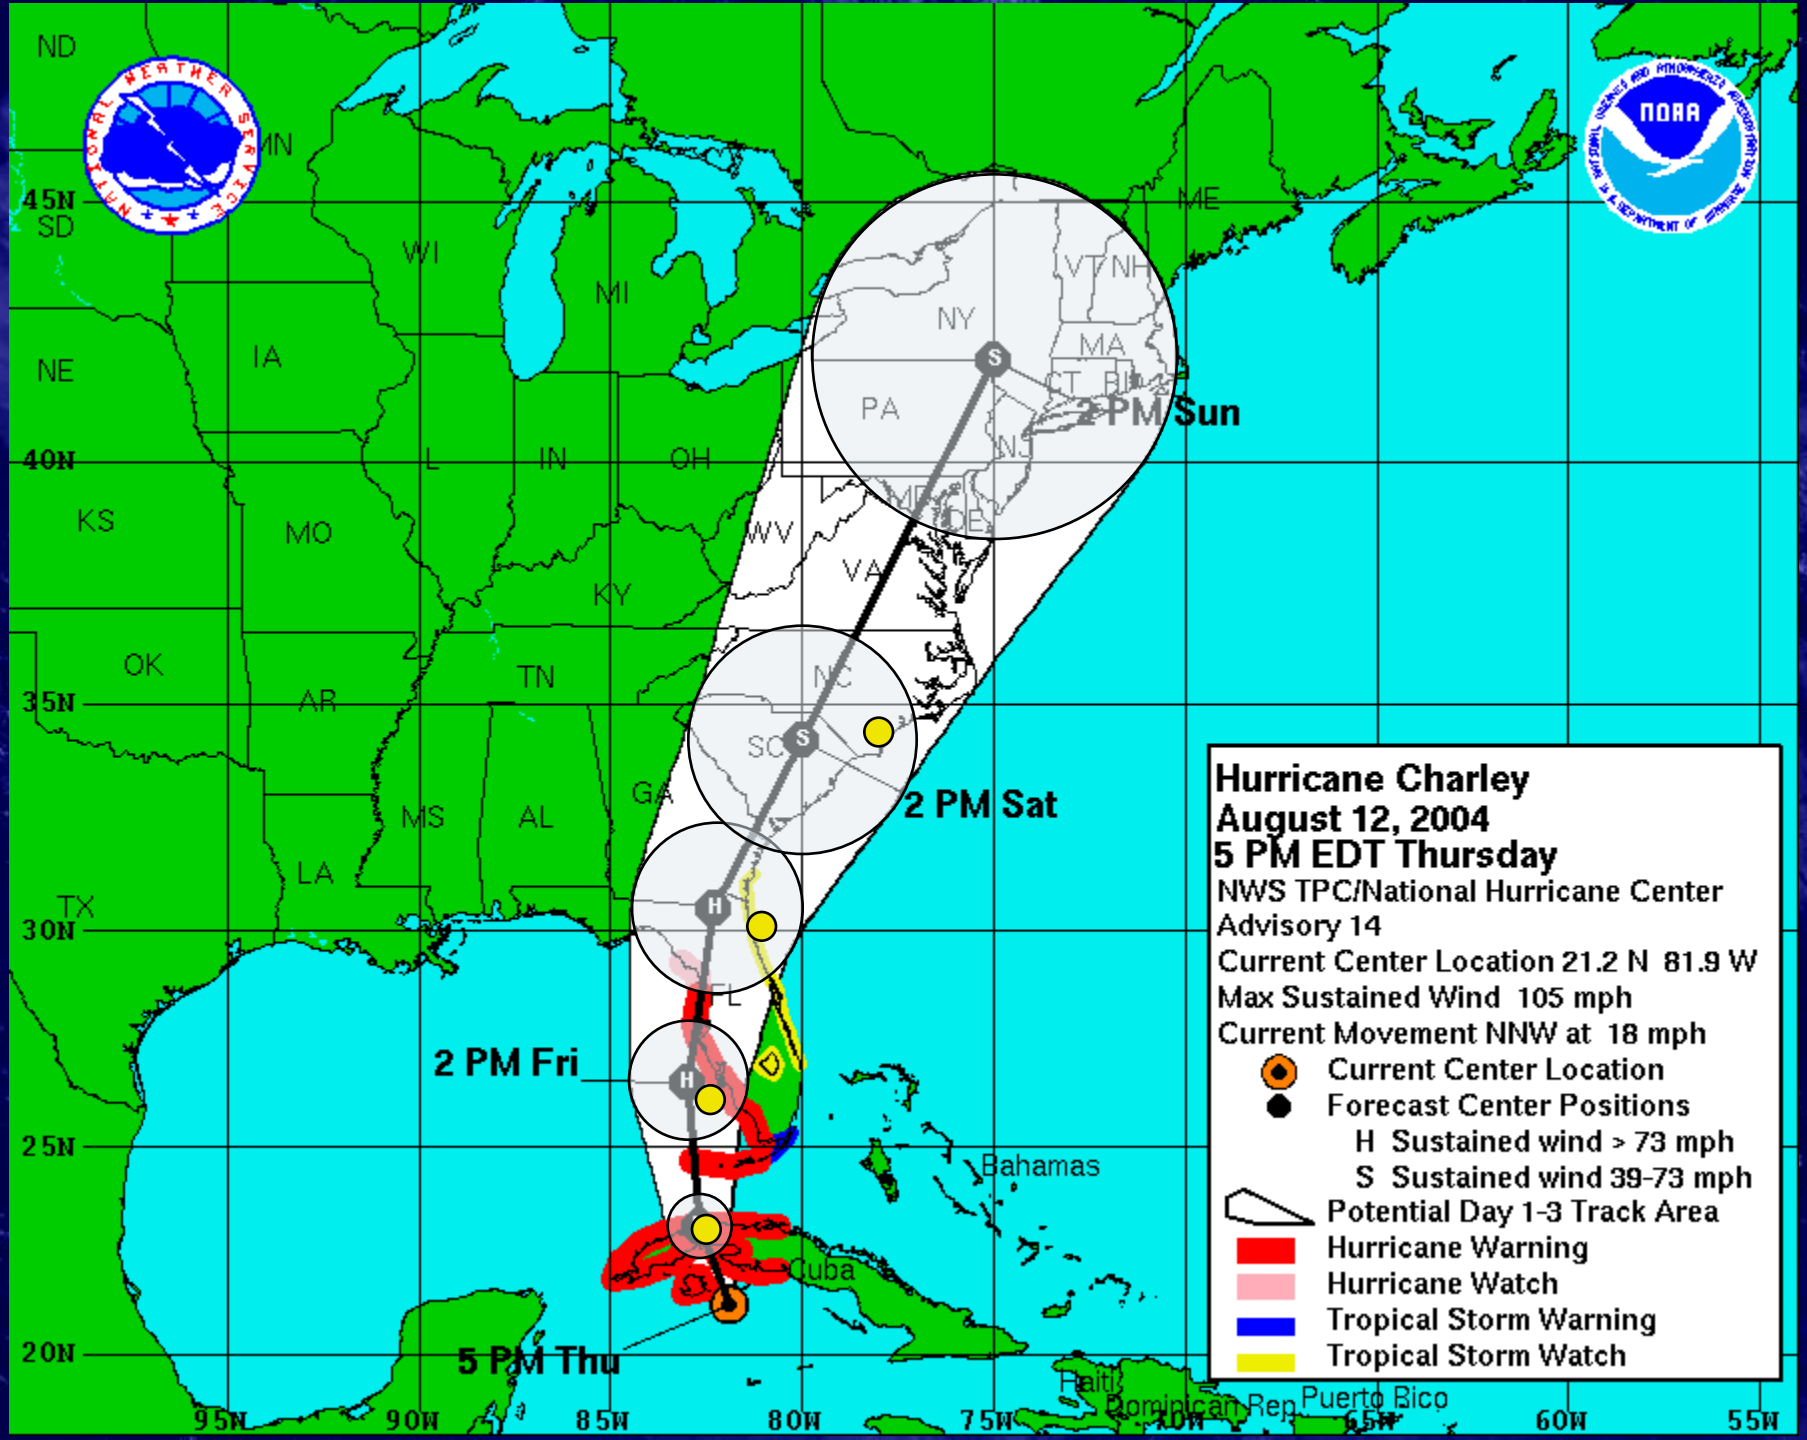 ND
NATIONAL WEATHER SERVICE
NOAA
MN
45N
ME
SD
WI
VT
NH
MI
NY
MA
IA
NE
CT
RI
PA
2 PM Sun
NJ
40N
L
IN
OH
MD
DE
KS
MO
WV
VA
KY
OK
TN
NC
35N
AR
SC
GA
2 PM Sat
MS
AL
LA
TX
30N
FL
2 PM Fri
25N
Bahamas
Cuba
5 PM Thu
20N
Haiti
Dominican Rep
Puerto Rico
95W
90W
85W
80W
75W
70W
65W
60W
55W
S
S
H
H
Hurricane Charley
August 12, 2004
5 PM EDT Thursday
NWS TPC/National Hurricane Center
Advisory 14
Current Center Location 21.2 N 81.9 W
Max Sustained Wind 105 mph
Current Movement NNW at 18 mph
Current Center Location
Forecast Center Positions
H Sustained wind > 73 mph
S Sustained wind 39-73 mph
Potential Day 1-3 Track Area
Hurricane Warning
Hurricane Watch
Tropical Storm Warning
Tropical Storm Watch